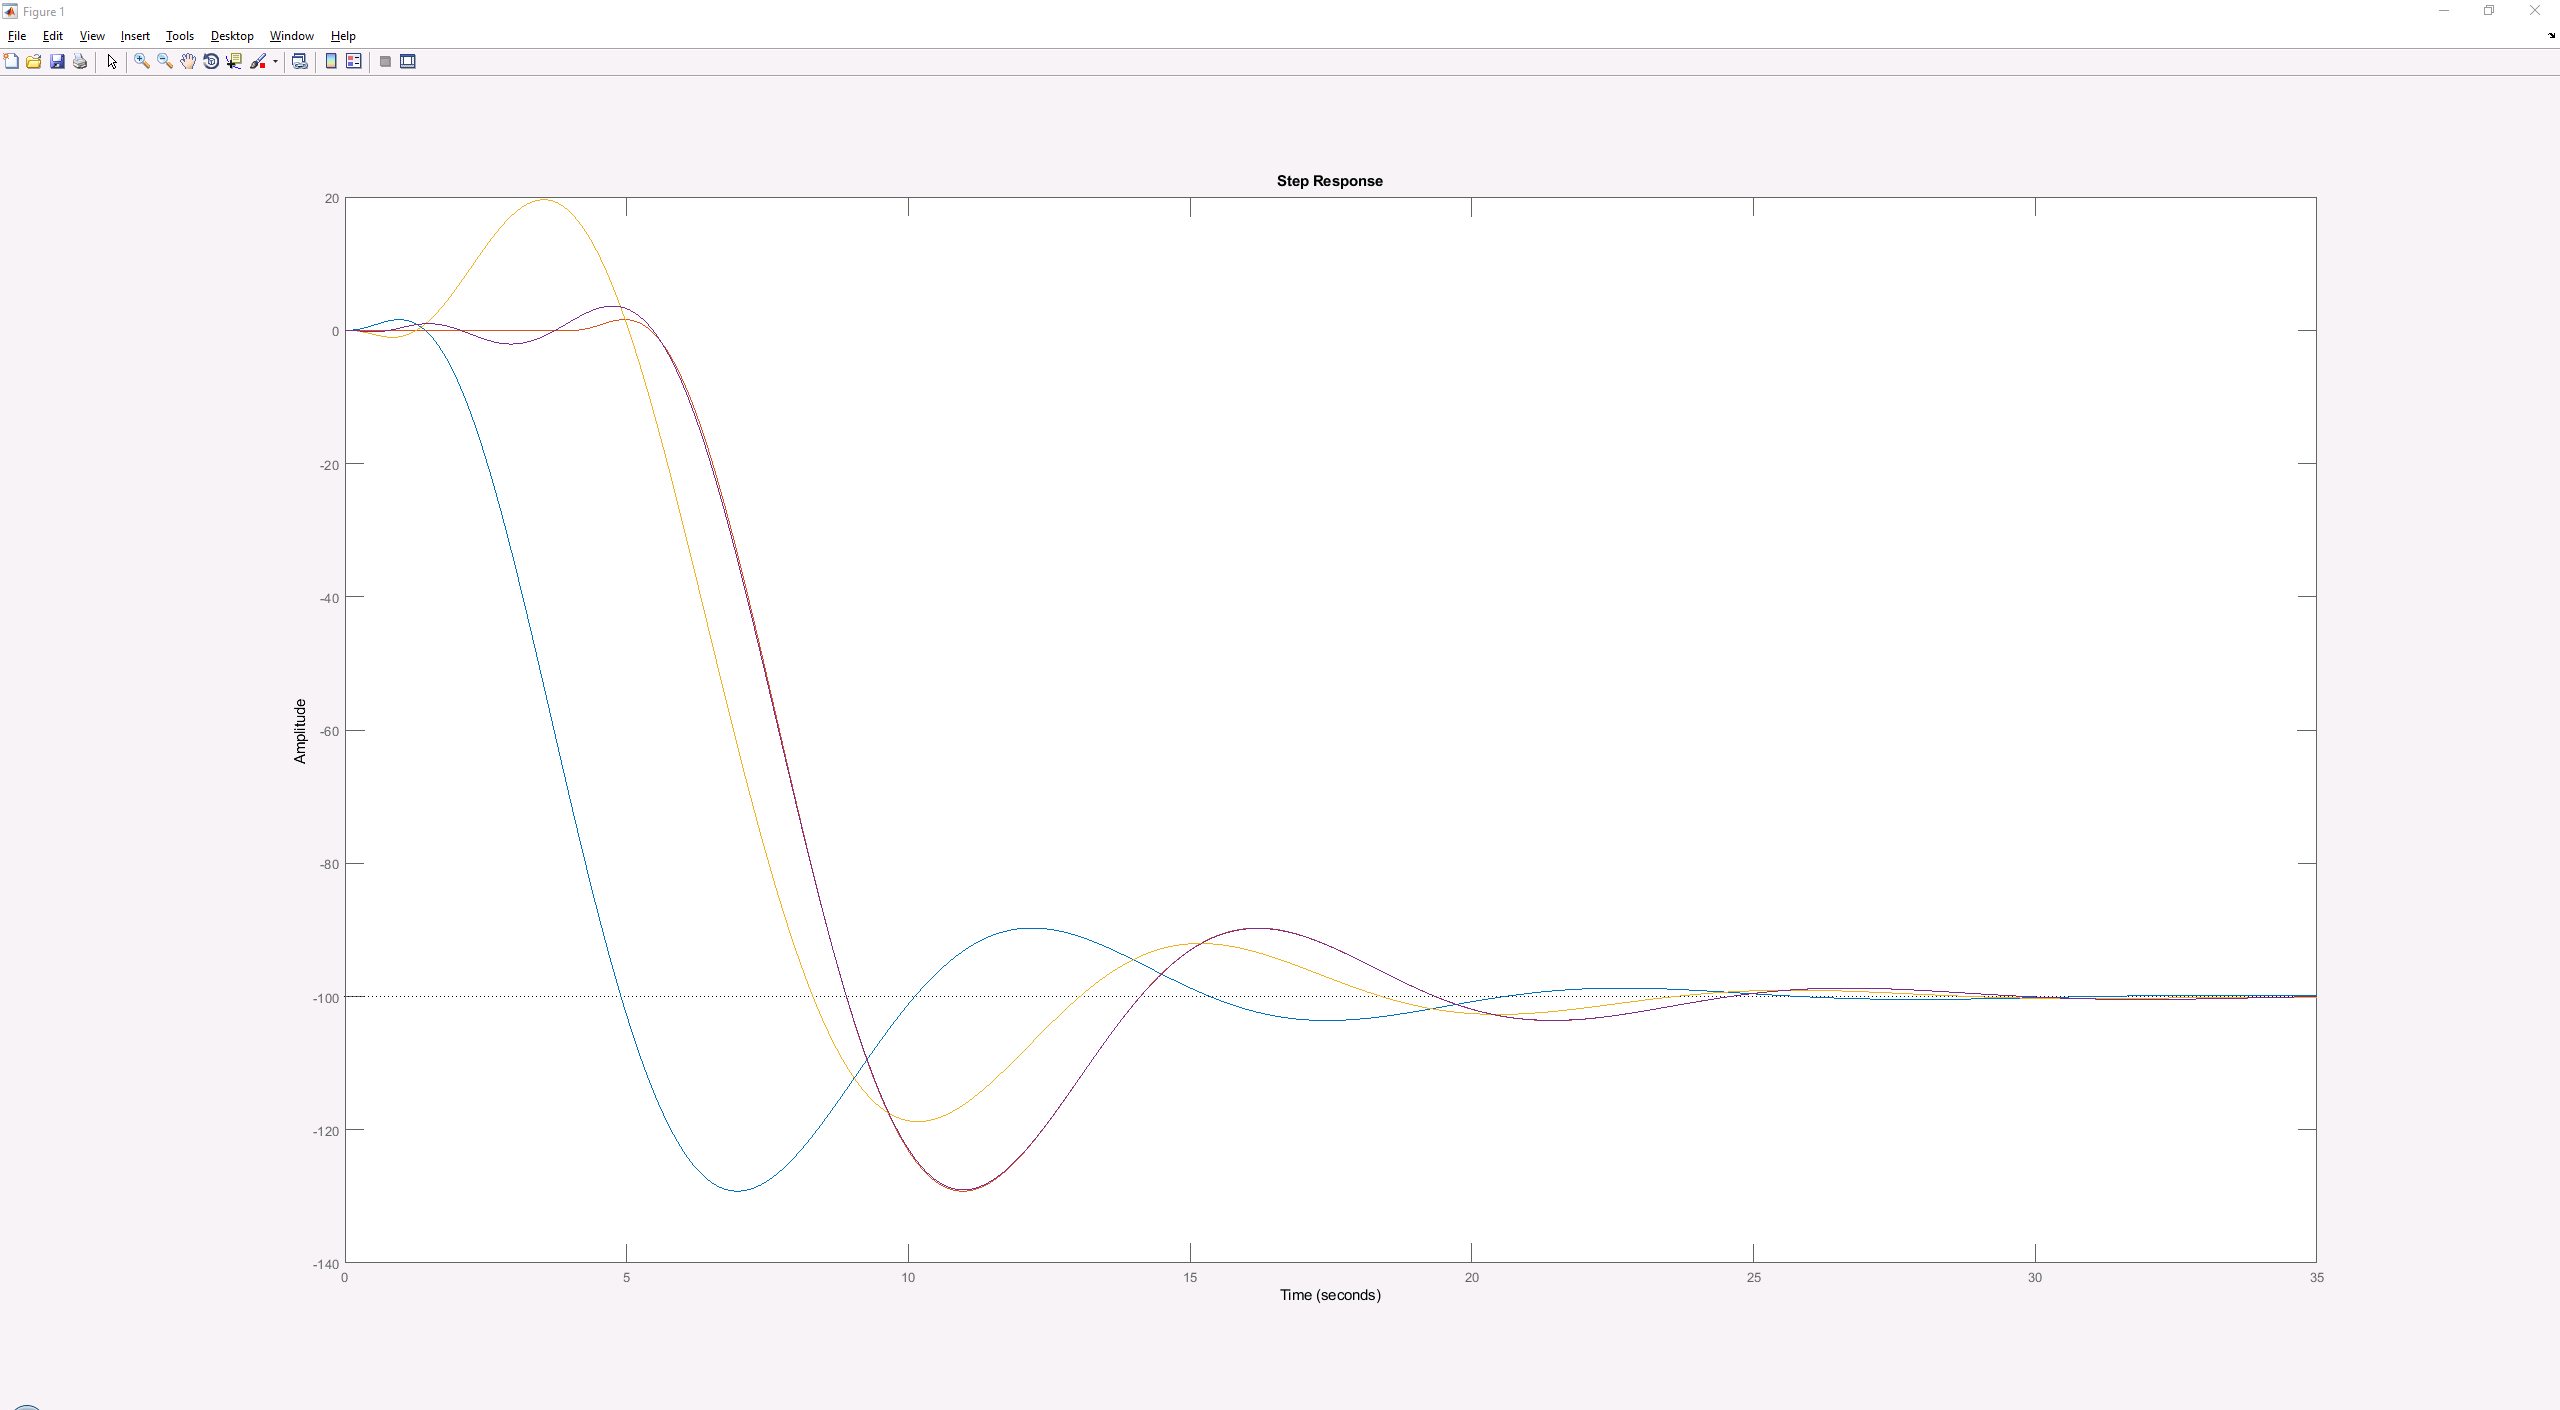 Figure 1
File Edit View Insert Tools Desktop Window Help
Step Response
20
0
-20
-40
-60
-80
-100
-120
-140
Amplitude
0 5 10 15 20 25 30 35
Time (seconds)